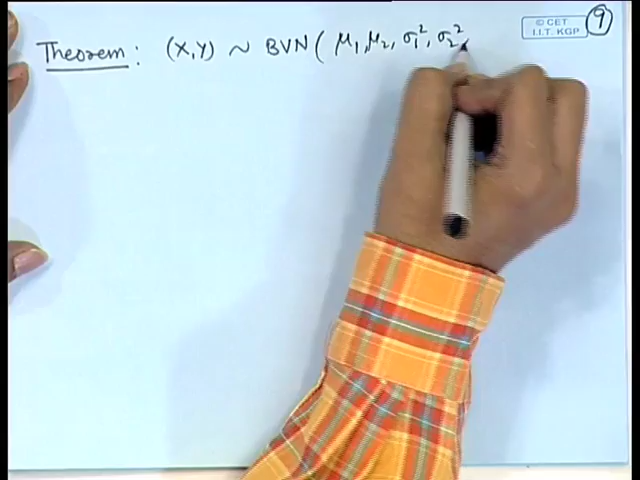 Theorem: (X,Y) ~ BVN( μ₁, μ₂, σ₁², σ₂²,
© CET
I.I.T. KGP
9